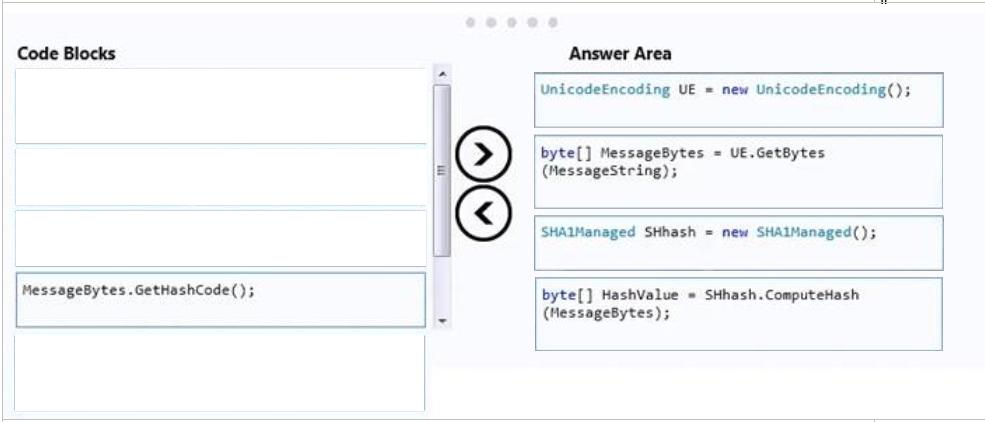 Code Blocks
Answer Area
MessageBytes.GetHashCode();
UnicodeEncoding UE = new UnicodeEncoding();
byte[] MessageBytes = UE.GetBytes
(MessageString);
SHA1Managed SHhash = new SHA1Managed();
byte[] HashValue = SHhash.ComputeHash
(MessageBytes);